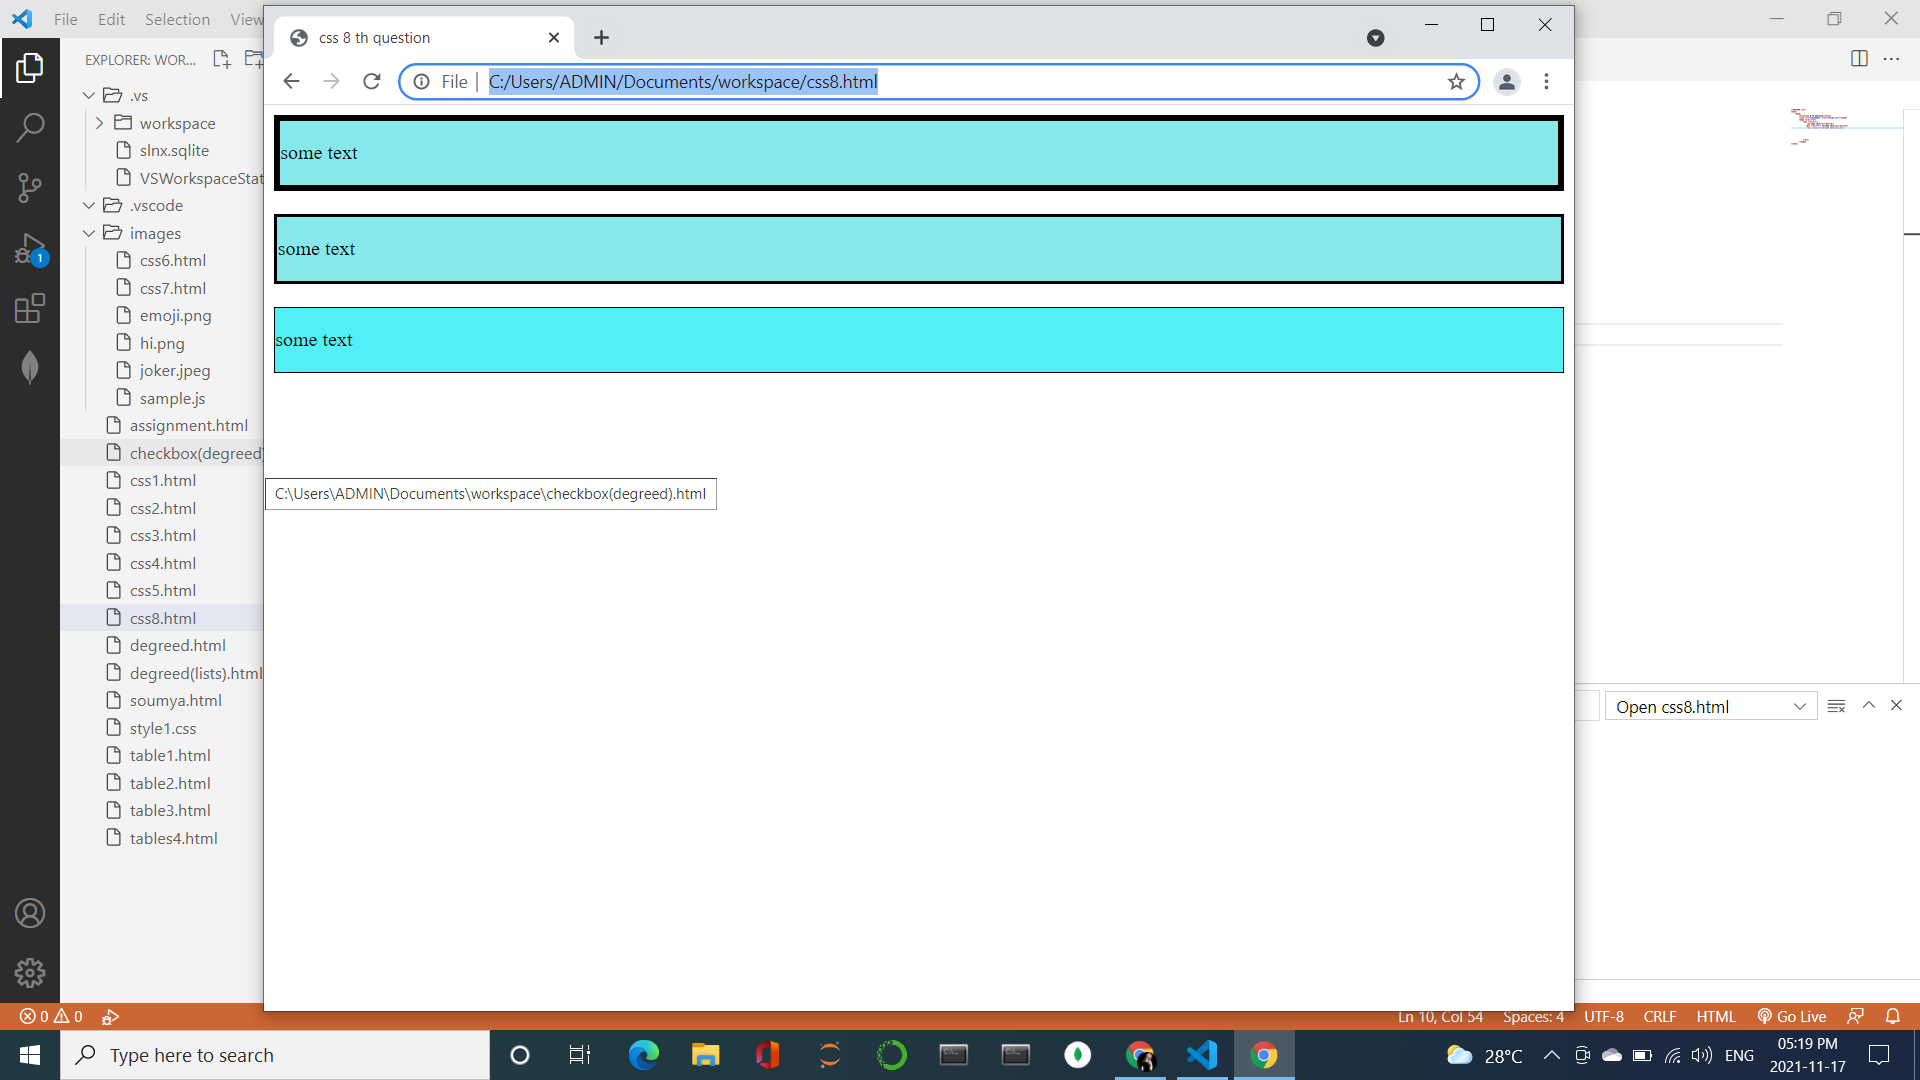 File Edit Selection View
EXPLORER: WOR...
.vs
workspace
slnx.sqlite
VSWorkspaceStat
.vscode
images
css6.html
css7.html
emoji.png
hi.png
joker.jpeg
sample.js
assignment.html
checkbox(degreed)
css1.html
css2.html
css3.html
css4.html
css5.html
css8.html
degreed.html
degreed(lists).html
soumya.html
style1.css
table1.html
table2.html
table3.html
tables4.html
1
css 8 th question
File | C:/Users/ADMIN/Documents/workspace/css8.html
some text
some text
some text
C:\Users\ADMIN\Documents\workspace\checkbox(degreed).html
Open css8.html
0 0
Ln 10, Col 54 Spaces: 4 UTF-8 CRLF HTML Go Live
Type here to search
28°C
ENG
05:19 PM
2021-11-17